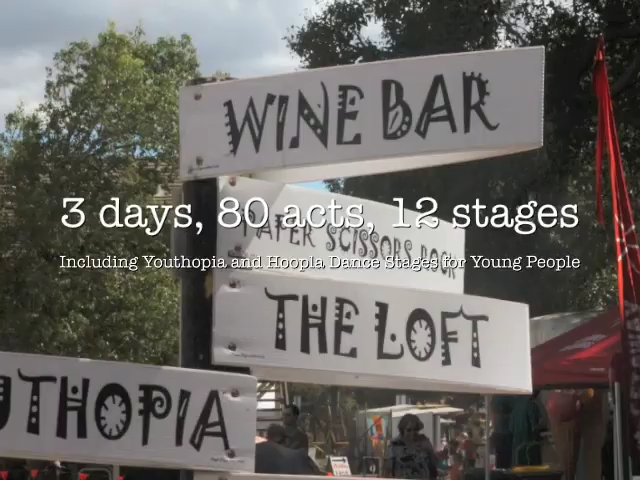 WINE BAR
3 days, 80 acts, 12 stages
PAPER SCISSORS ROCK
Including Youthopia and Hoopla Dance Stages for Young People
THE LOFT
UTHOPIA